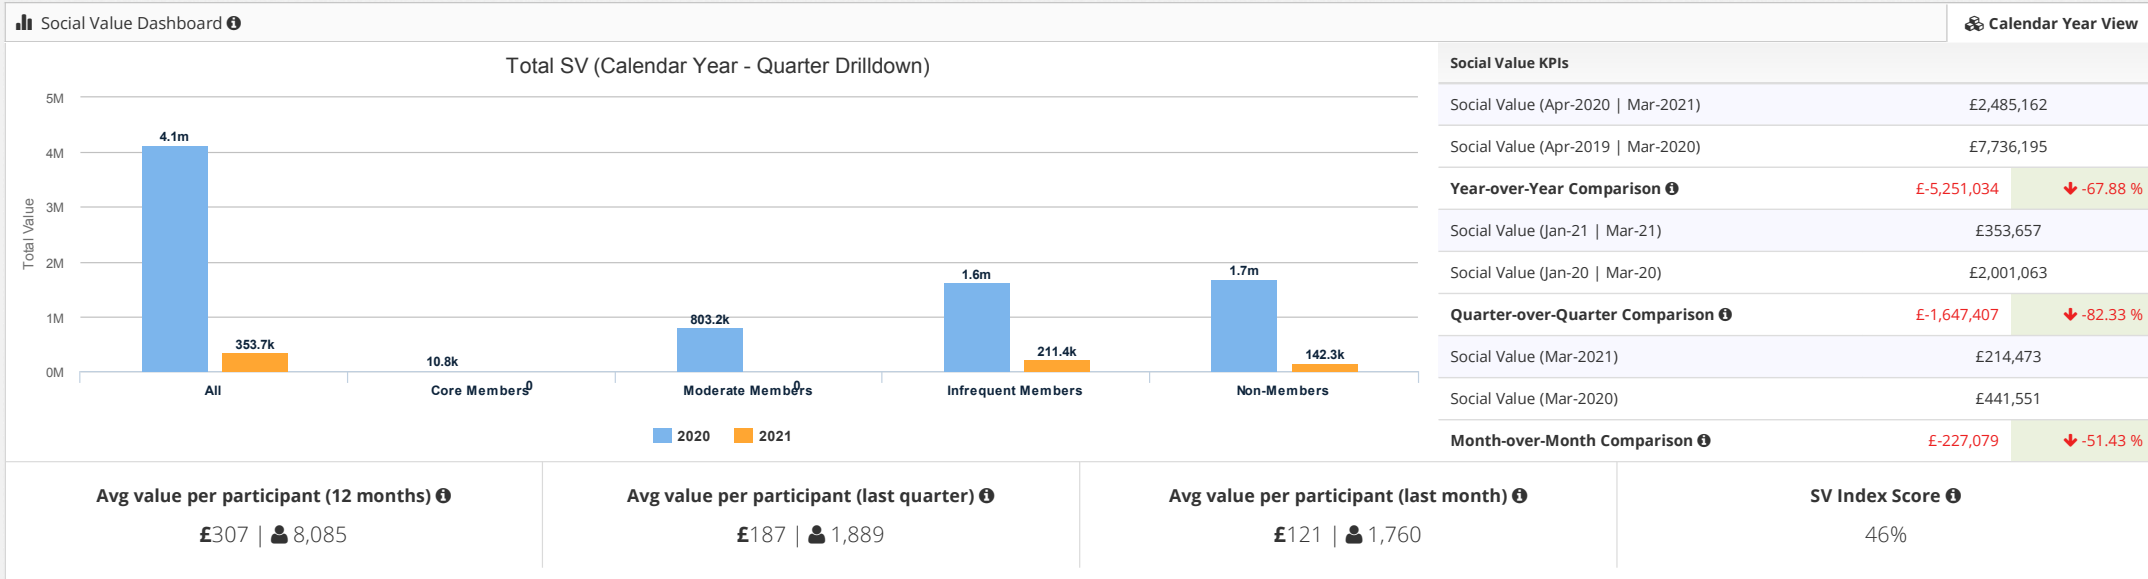 Social Value Dashboard
Calendar Year View
Total SV (Calendar Year - Quarter Drilldown)
Total Value
5M
4M
3M
2M
1M
0M
4.1m
353.7k
10.8k
0
803.2k
0
1.6m
211.4k
1.7m
142.3k
All
Core Members
Moderate Members
Infrequent Members
Non-Members
2020
2021
Social Value KPIs
Social Value (Apr-2020 | Mar-2021) £2,485,162
Social Value (Apr-2019 | Mar-2020) £7,736,195
Year-over-Year Comparison £-5,251,034 -67.88 %
Social Value (Jan-21 | Mar-21) £353,657
Social Value (Jan-20 | Mar-20) £2,001,063
Quarter-over-Quarter Comparison £-1,647,407 -82.33 %
Social Value (Mar-2021) £214,473
Social Value (Mar-2020) £441,551
Month-over-Month Comparison £-227,079 -51.43 %
Avg value per participant (12 months)
£307 | 8,085
Avg value per participant (last quarter)
£187 | 1,889
Avg value per participant (last month)
£121 | 1,760
SV Index Score
46%